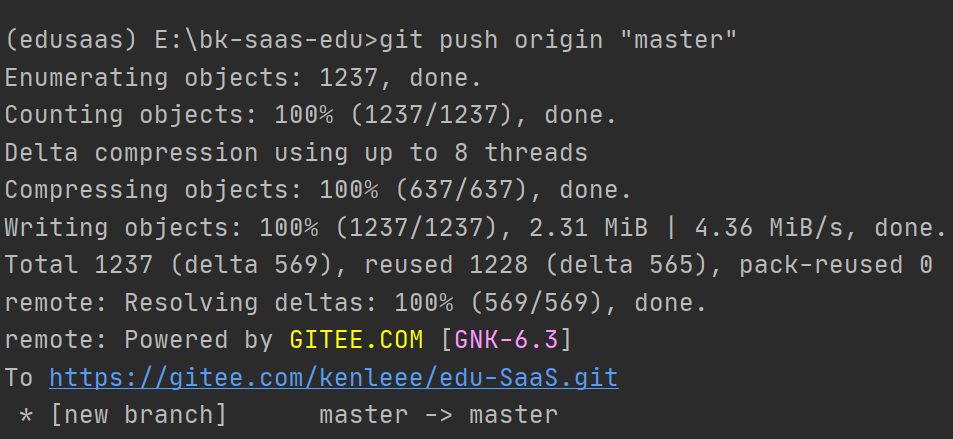 (edusaas) E:\bk-saas-edu>git push origin "master"
Enumerating objects: 1237, done.
Counting objects: 100% (1237/1237), done.
Delta compression using up to 8 threads
Compressing objects: 100% (637/637), done.
Writing objects: 100% (1237/1237), 2.31 MiB | 4.36 MiB/s, done.
Total 1237 (delta 569), reused 1228 (delta 565), pack-reused 0
remote: Resolving deltas: 100% (569/569), done.
remote: Powered by GITEE.COM [GNK-6.3]
To https://gitee.com/kenleee/edu-SaaS.git
 * [new branch]      master -> master